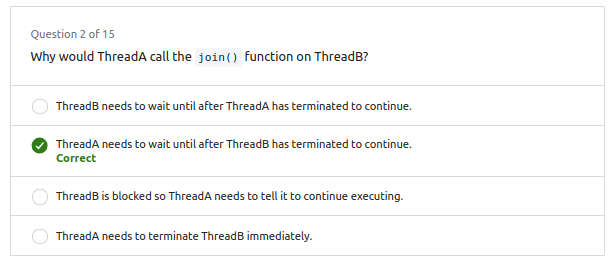 Question 2 of 15
Why would ThreadA call the join() function on ThreadB?
ThreadB needs to wait until after ThreadA has terminated to continue.
ThreadA needs to wait until after ThreadB has terminated to continue.
Correct
ThreadB is blocked so ThreadA needs to tell it to continue executing.
ThreadA needs to terminate ThreadB immediately.